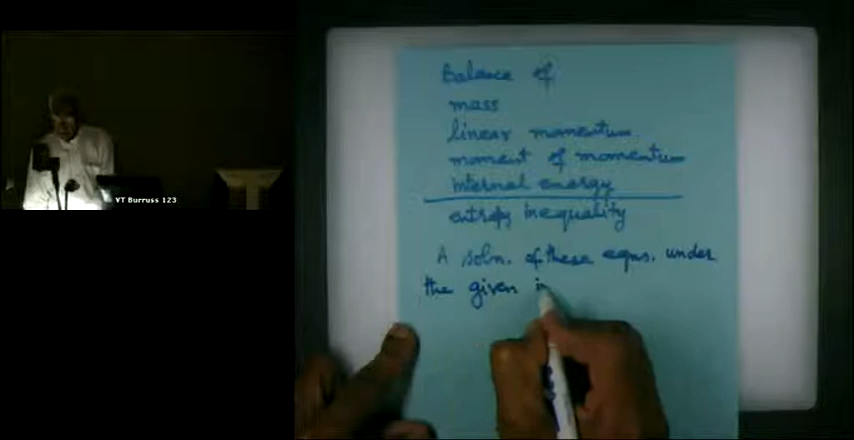 Balance of
mass
linear momentum
moment of momentum
internal energy
entropy inequality
A soln. of these eqns. under
the given i
VT Burruss 123